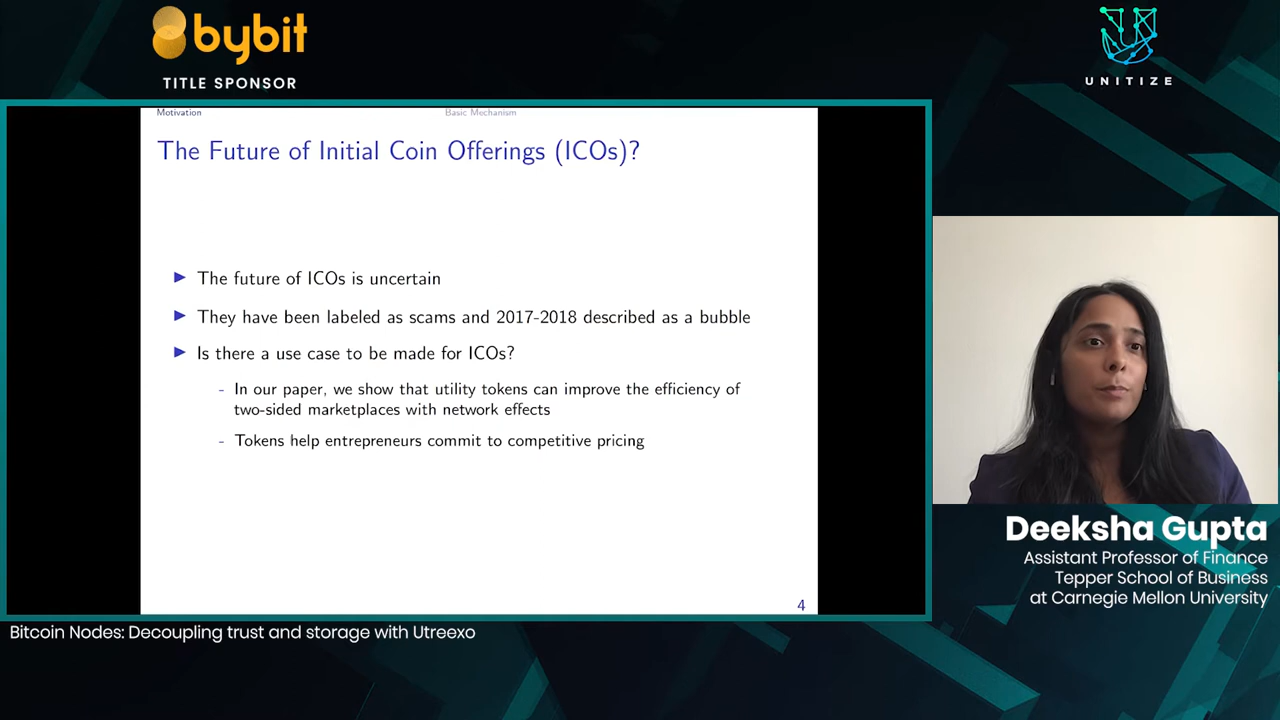 bybit
TITLE SPONSOR
UNITIZE
Motivation
Basic Mechanism
The Future of Initial Coin Offerings (ICOs)?
The future of ICOs is uncertain
They have been labeled as scams and 2017-2018 described as a bubble
Is there a use case to be made for ICOs?
- In our paper, we show that utility tokens can improve the efficiency of
two-sided marketplaces with network effects
- Tokens help entrepreneurs commit to competitive pricing
4
Deeksha Gupta
Assistant Professor of Finance
Tepper School of Business
at Carnegie Mellon University
Bitcoin Nodes: Decoupling trust and storage with Utreexo